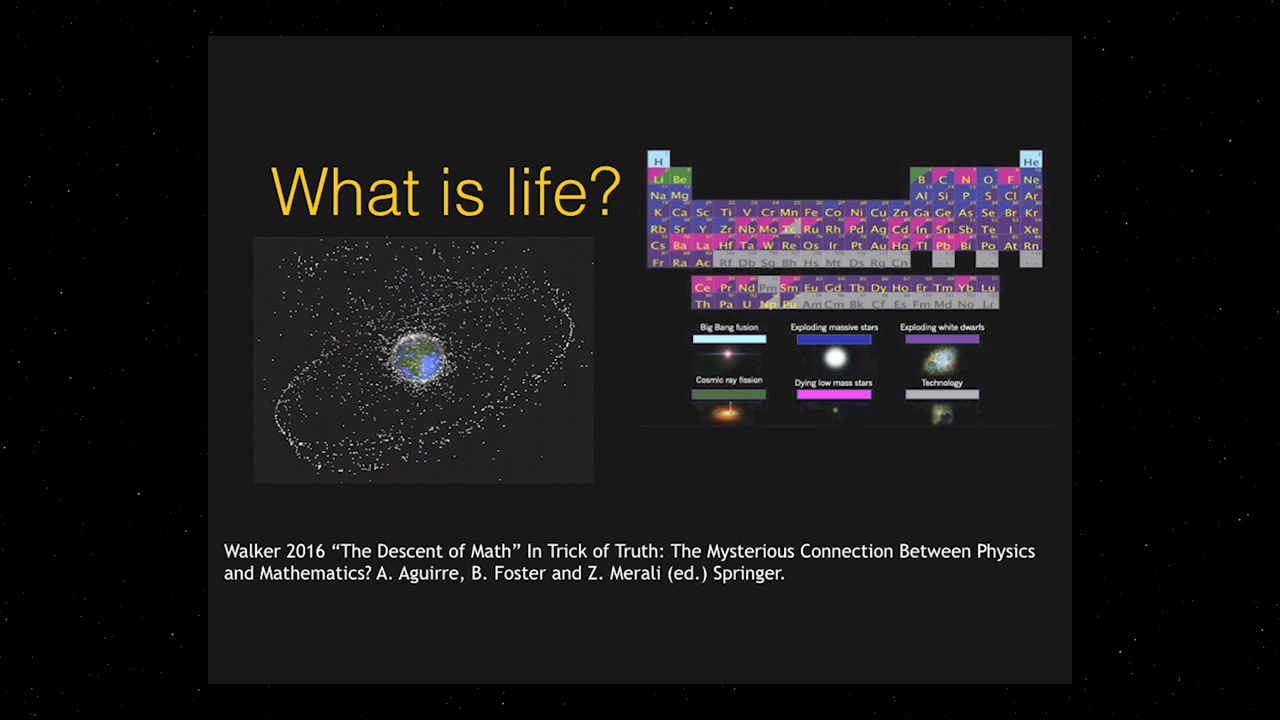 What is life?
H He
Li Be B C N O F Ne
Na Mg Al Si P S Cl Ar
K Ca Sc Ti V Cr Mn Fe Co Ni Cu Zn Ga Ge As Se Br Kr
Rb Sr Y Zr Nb Mo Tc Ru Rh Pd Ag Cd In Sn Sb Te I Xe
Cs Ba La Hf Ta W Re Os Ir Pt Au Hg Tl Pb Bi Po At Rn
Fr Ra Ac Rf Db Sg Bh Hs Mt Ds Rg Cn
Ce Pr Nd Pm Sm Eu Gd Tb Dy Ho Er Tm Yb Lu
Th Pa U Np Pu Am Cm Bk Cf Es Fm Md No Lr
Big Bang fusion Exploding massive stars Exploding white dwarfs
Cosmic ray fission Dying low mass stars Technology
Walker 2016 “The Descent of Math” In Trick of Truth: The Mysterious Connection Between Physics
and Mathematics? A. Aguirre, B. Foster and Z. Merali (ed.) Springer.